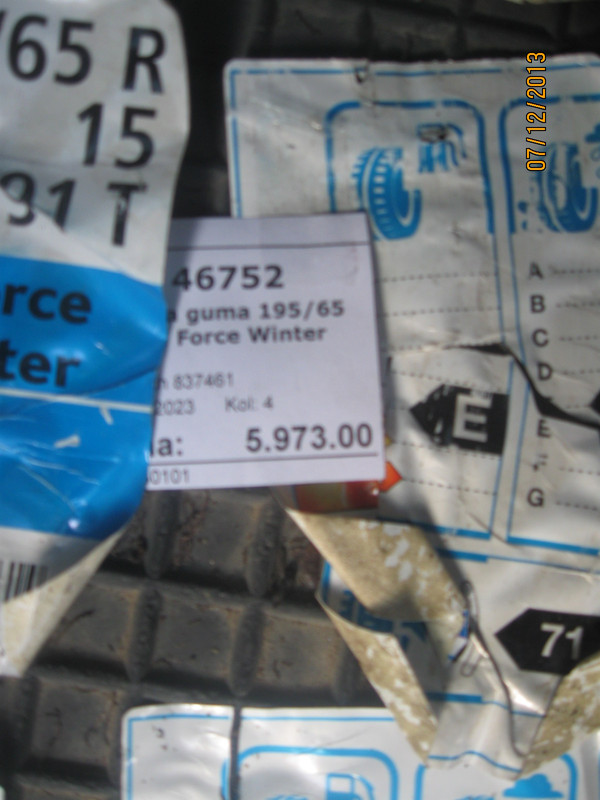 /65 R
15
91 T
rce
ter
46752
a guma 195/65
Force Winter
837461
2023 Kol: 4
la: 5.973.00
0101
A
B
C
D
E
F
G
E
71
07/12/2013